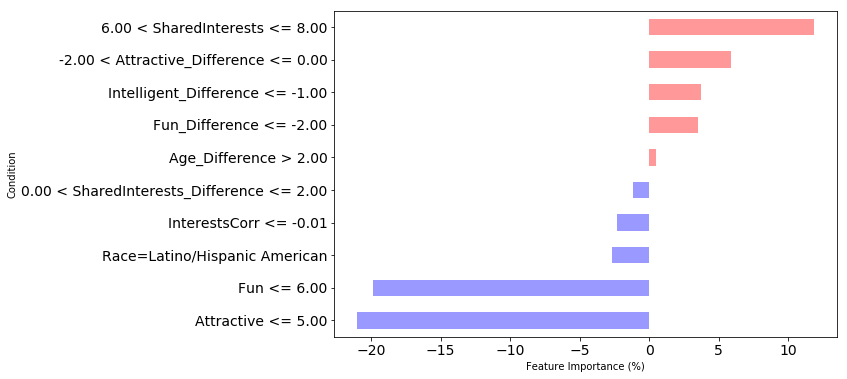 6.00 < SharedInterests <= 8.00
-2.00 < Attractive_Difference <= 0.00
Intelligent_Difference <= -1.00
Fun_Difference <= -2.00
Age_Difference > 2.00
0.00 < SharedInterests_Difference <= 2.00
InterestsCorr <= -0.01
Race=Latino/Hispanic American
Fun <= 6.00
Attractive <= 5.00
Condition
−20 −15 −10 −5 0 5 10
Feature Importance (%)